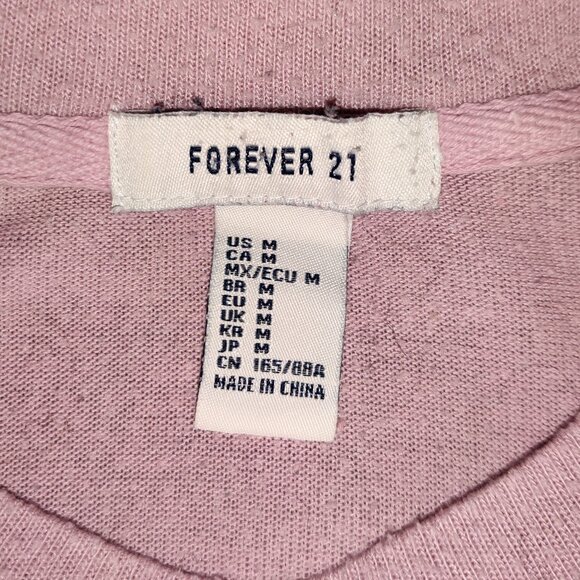 FOREVER 21
US M
CA M
MX/ECU M
BR M
EU M
UK M
KR M
JP M
CN 165/88A
MADE IN CHINA